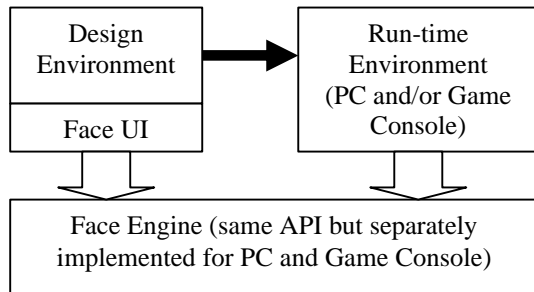 Design
Environment
Face UI
Run-time
Environment
(PC and/or Game
Console)
Face Engine (same API but separately
implemented for PC and Game Console)